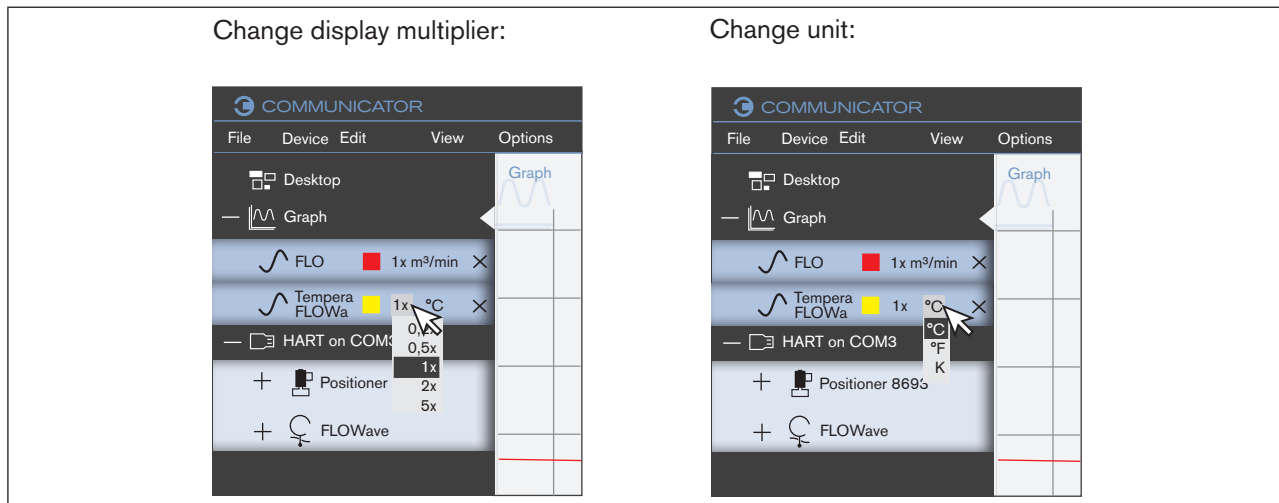 Change display multiplier:
COMMUNICATOR
File Device Edit View Options
Desktop
Graph
Graph
FLO 1x m³/min
Tempera
FLOWa 1x °C
0,5x
HART on COM
1x
Positioner
2x
5x
FLOWave
Change unit:
COMMUNICATOR
File Device Edit View Options
Desktop
Graph
Graph
FLO 1x m³/min
Tempera
FLOWa 1x °C
°C
HART on COM3
°F
K
Positioner 8693
FLOWave